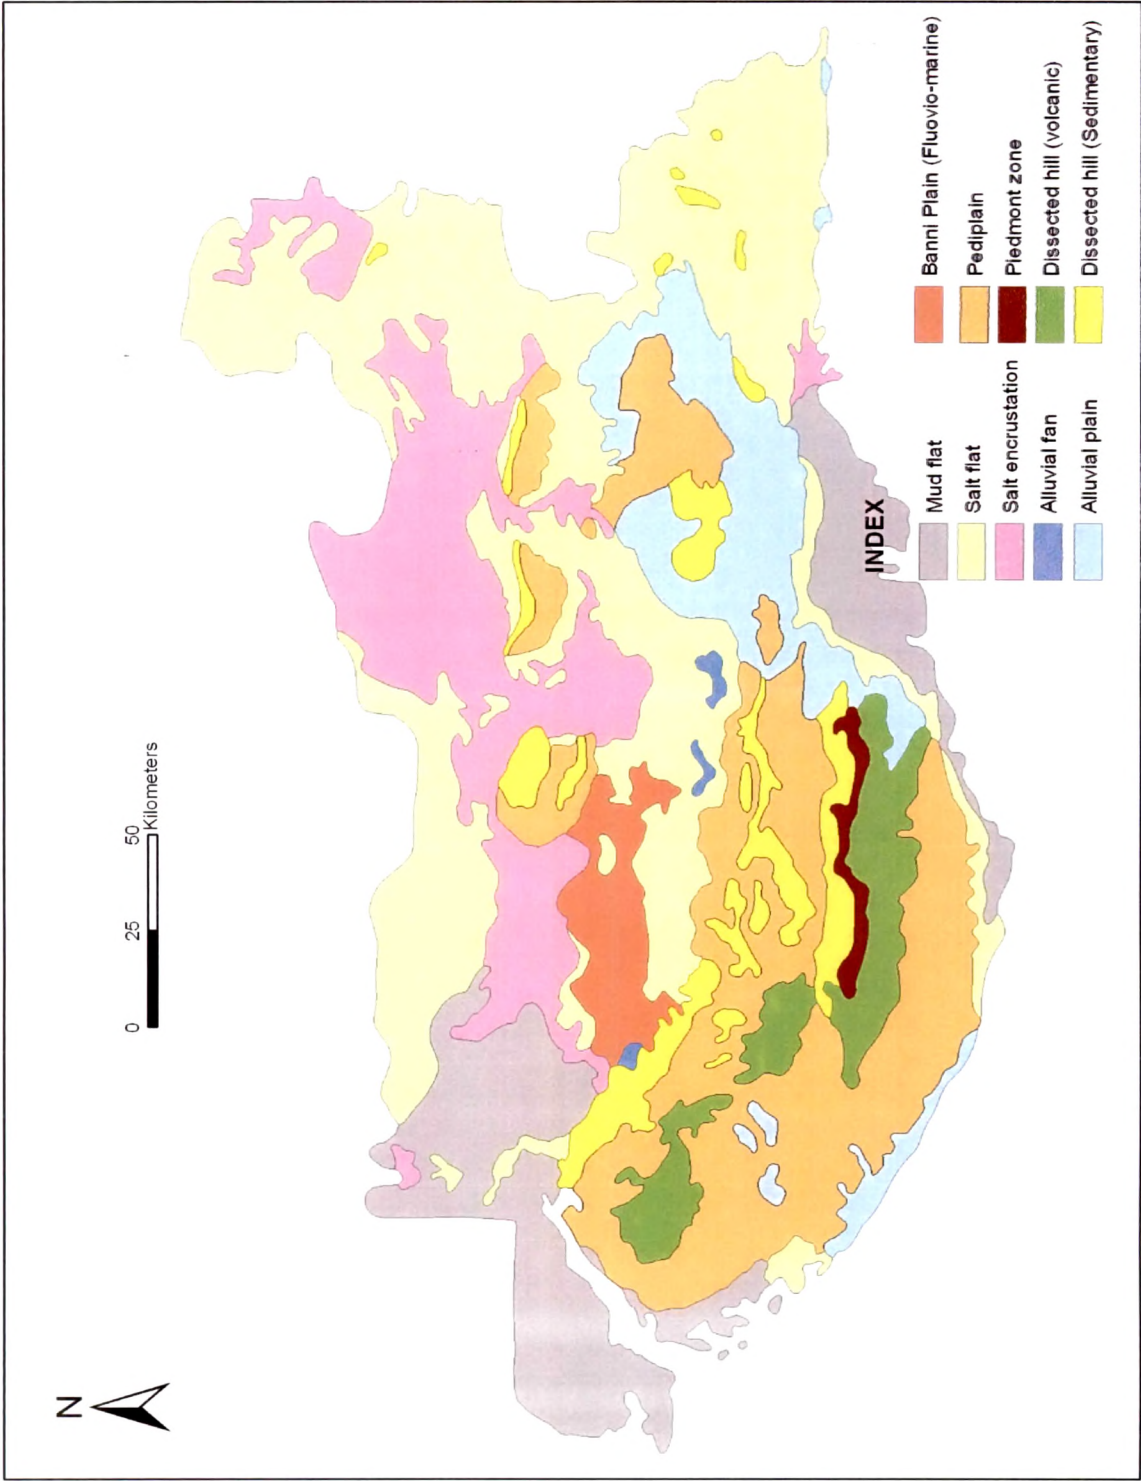 N
0 25 50
Kilometers
INDEX
Mud flat
Salt flat
Salt encrustation
Alluvial fan
Alluvial plain
Banni Plain (Fluovio-marine)
Pediplain
Piedmont zone
Dissected hill (volcanic)
Dissected hill (Sedimentary)